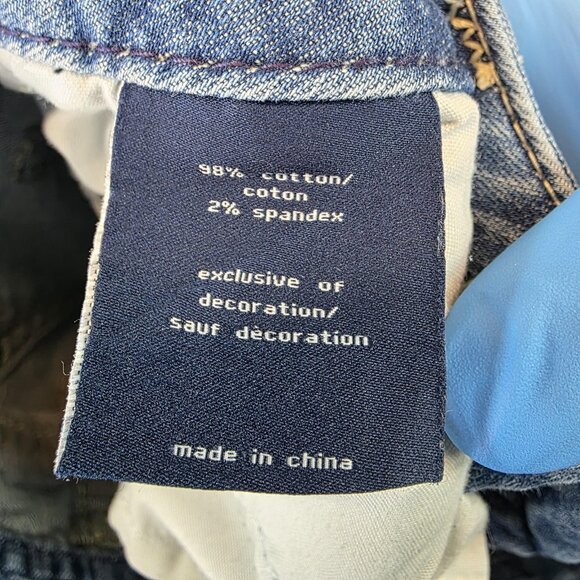 98% cotton/
coton
2% spandex
exclusive of
decoration/
sauf décoration
made in china